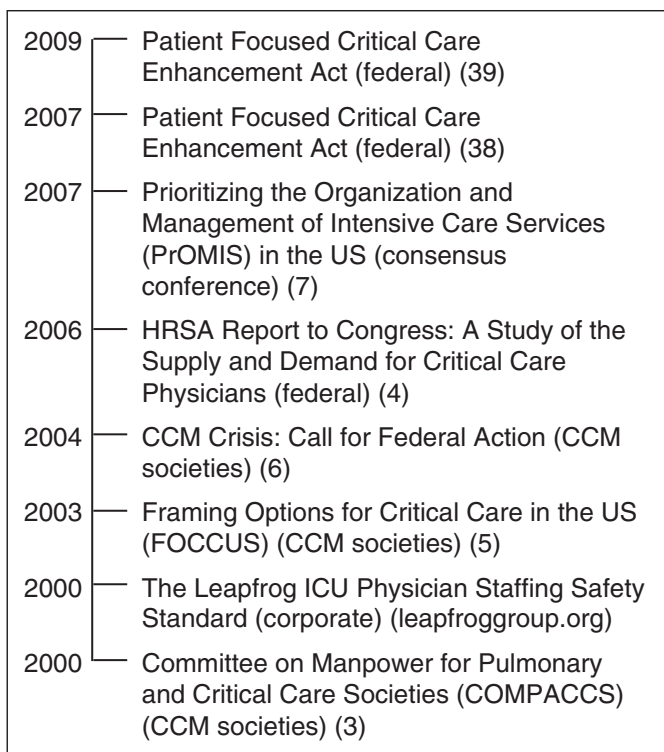 2009 Patient Focused Critical Care
Enhancement Act (federal) (39)
2007 Patient Focused Critical Care
Enhancement Act (federal) (38)
2007 Prioritizing the Organization and
Management of Intensive Care Services
(PrOMIS) in the US (consensus
conference) (7)
2006 HRSA Report to Congress: A Study of the
Supply and Demand for Critical Care
Physicians (federal) (4)
2004 CCM Crisis: Call for Federal Action (CCM
societies) (6)
2003 Framing Options for Critical Care in the US
(FOCCUS) (CCM societies) (5)
2000 The Leapfrog ICU Physician Staffing Safety
Standard (corporate) (leapfroggroup.org)
2000 Committee on Manpower for Pulmonary
and Critical Care Societies (COMPACCS)
(CCM societies) (3)